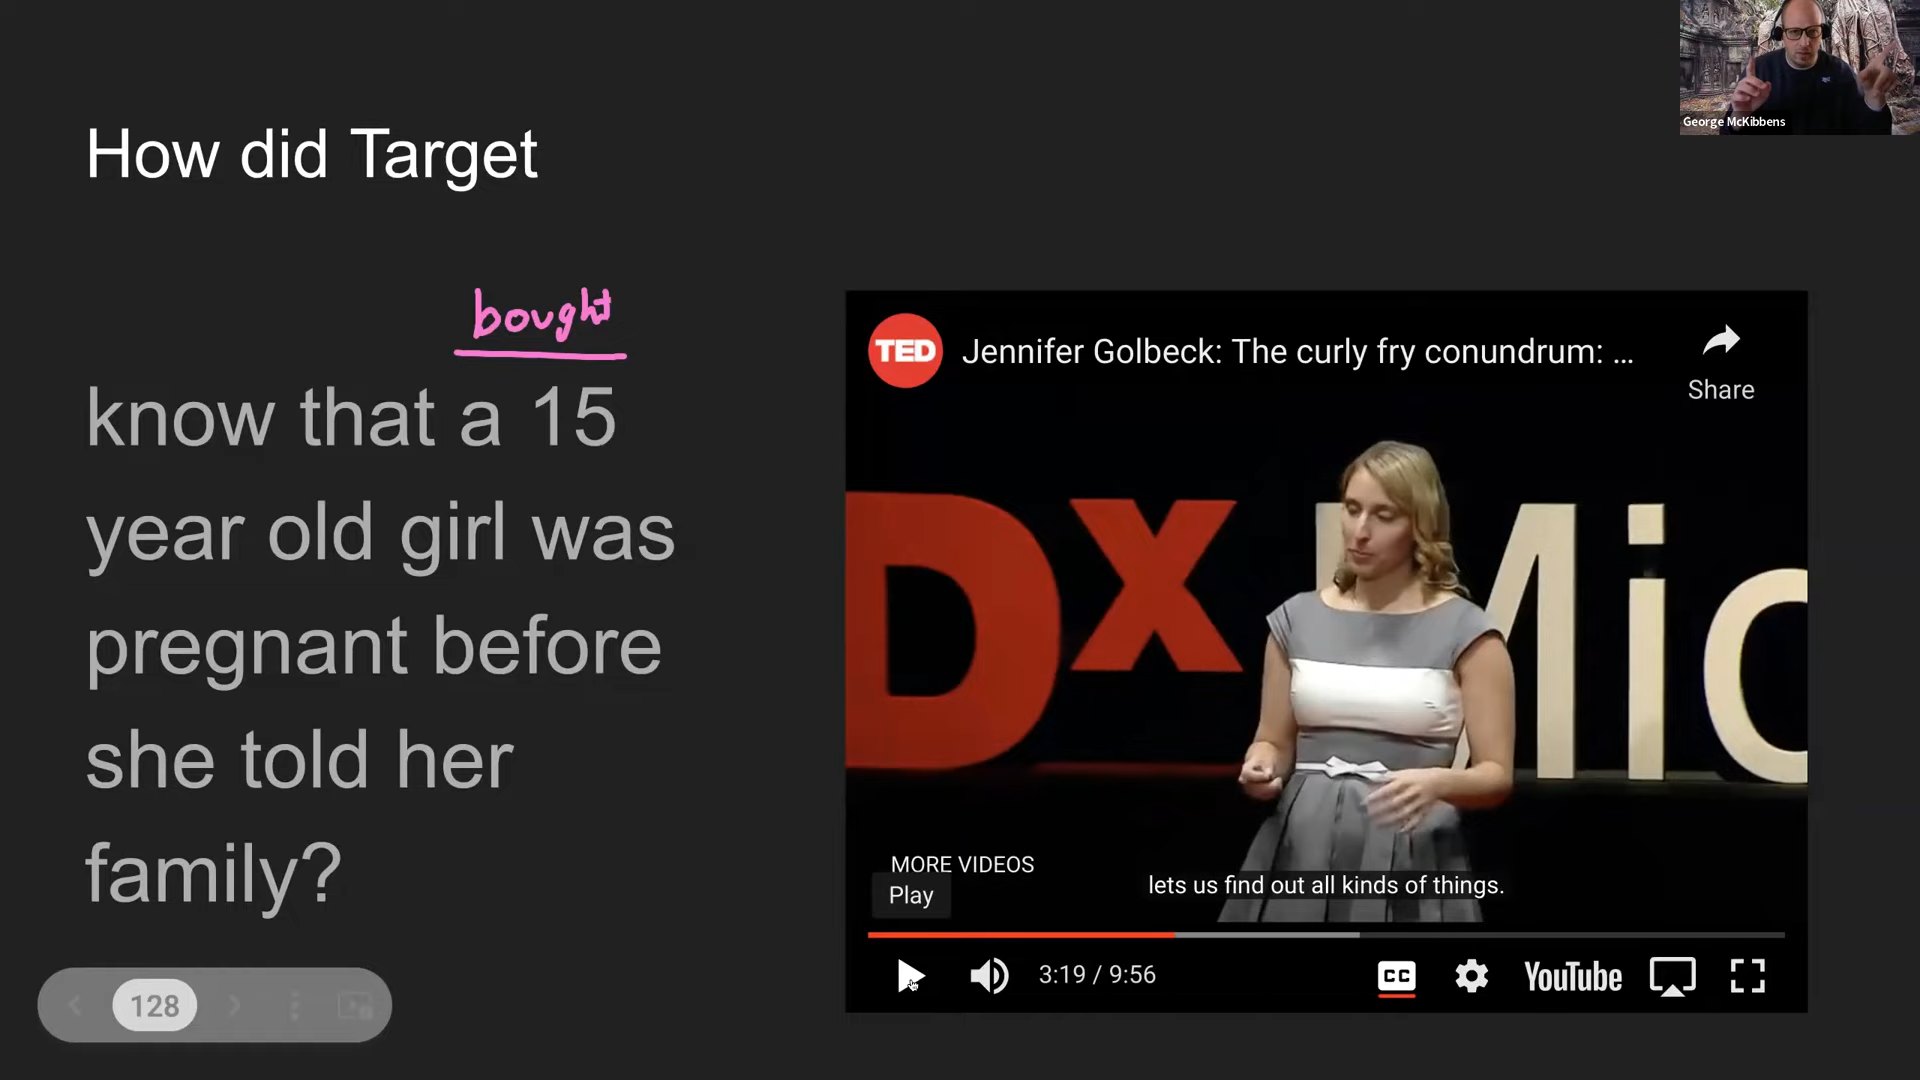 George McKibbens
How did Target
bought
know that a 15
year old girl was
pregnant before
she told her
family?
128
TED
Jennifer Golbeck: The curly fry conundrum: ...
Share
Dx Mic
MORE VIDEOS
Play
lets us find out all kinds of things.
3:19 / 9:56
CC
YouTube